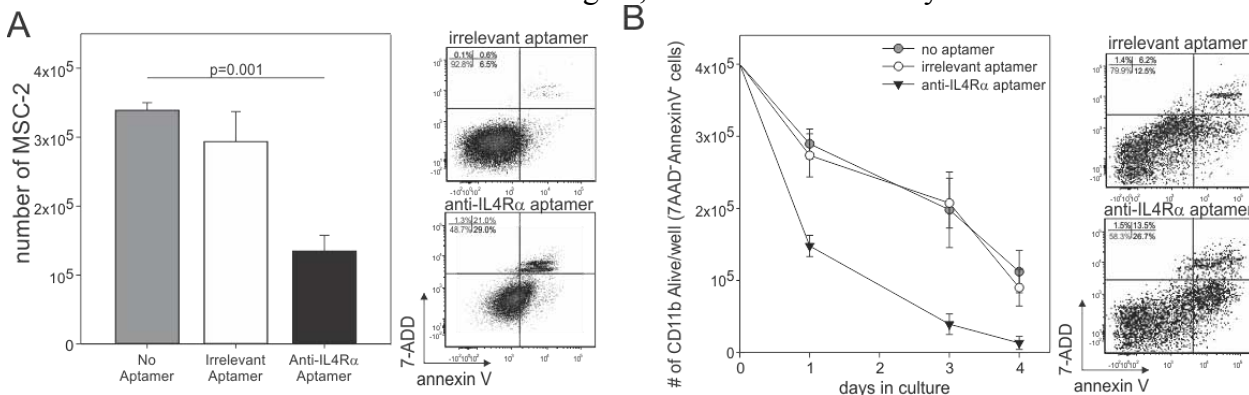 A
number of MSC-2
4x10⁵
3x10⁵
2x10⁵
10⁵
0
p=0.001
No
Aptamer
Irrelevant
Aptamer
Anti-IL4Rα
Aptamer
irrelevant aptamer
0.1% 0.6%
92.8% 6.5%
anti-IL4Rα aptamer
1.3% 21.0%
48.7% 29.0%
7-ADD
annexin V
B
# of CD11b Alive/well (7AAD⁻ AnnexinV⁻ cells)
4x10⁵
3x10⁵
2x10⁵
10⁵
0
no aptamer
irrelevant aptamer
anti-IL4Rα aptamer
0
1
2
3
4
days in culture
irrelevant aptamer
1.4% 6.2%
79.9% 12.5%
anti-IL4Rα aptamer
1.5% 13.5%
58.3% 26.7%
7-ADD
annexin V